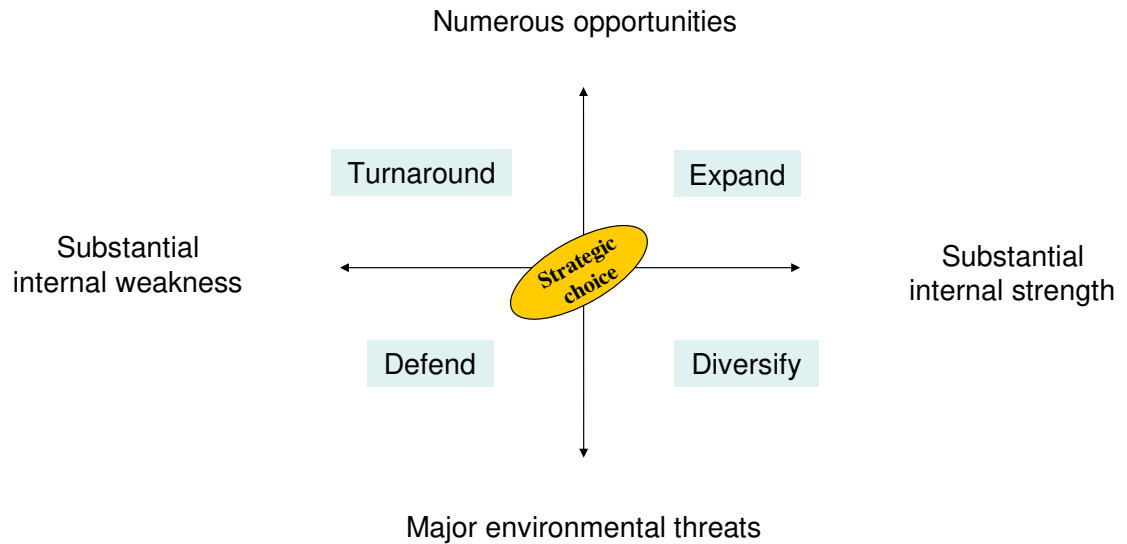 Numerous opportunities
Turnaround
Expand
Substantial
internal weakness
Strategic
choice
Substantial
internal strength
Defend
Diversify
Major environmental threats